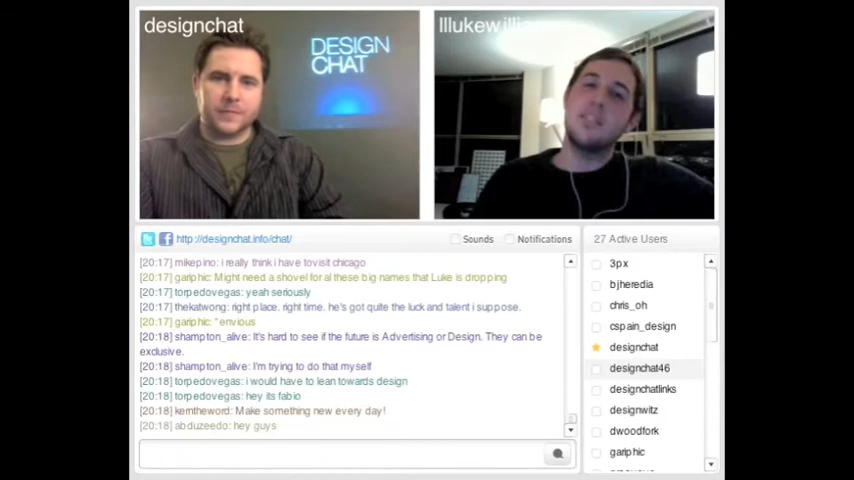 designchat
DESIGN
CHAT
http://designchat.info/chat/
Sounds
Notifications
27 Active Users
[20:17] mikepino: i really think i have tovisit chicago
[20:17] gariphic: Might need a shovel for al these big names that Luke is dropping
[20:17] torpedovegas: yeah seriously
[20:17] thekatwong: right place. right time. he's got quite the luck and talent i suppose.
[20:17] gariphic: *envious
[20:18] shampton_alive: It's hard to see if the future is Advertising or Design. They can be
exclusive.
[20:18] shampton_alive: I'm trying to do that myself
[20:18] torpedovegas: i would have to lean towards design
[20:18] torpedovegas: hey its fabio
[20:18] kerntheword: Make something new every day!
[20:18] abduzeedo: hey guys
3px
bjheredia
chris_oh
cspain_design
designchat
designchat46
designchatlinks
designwitz
dwoodfork
gariphic